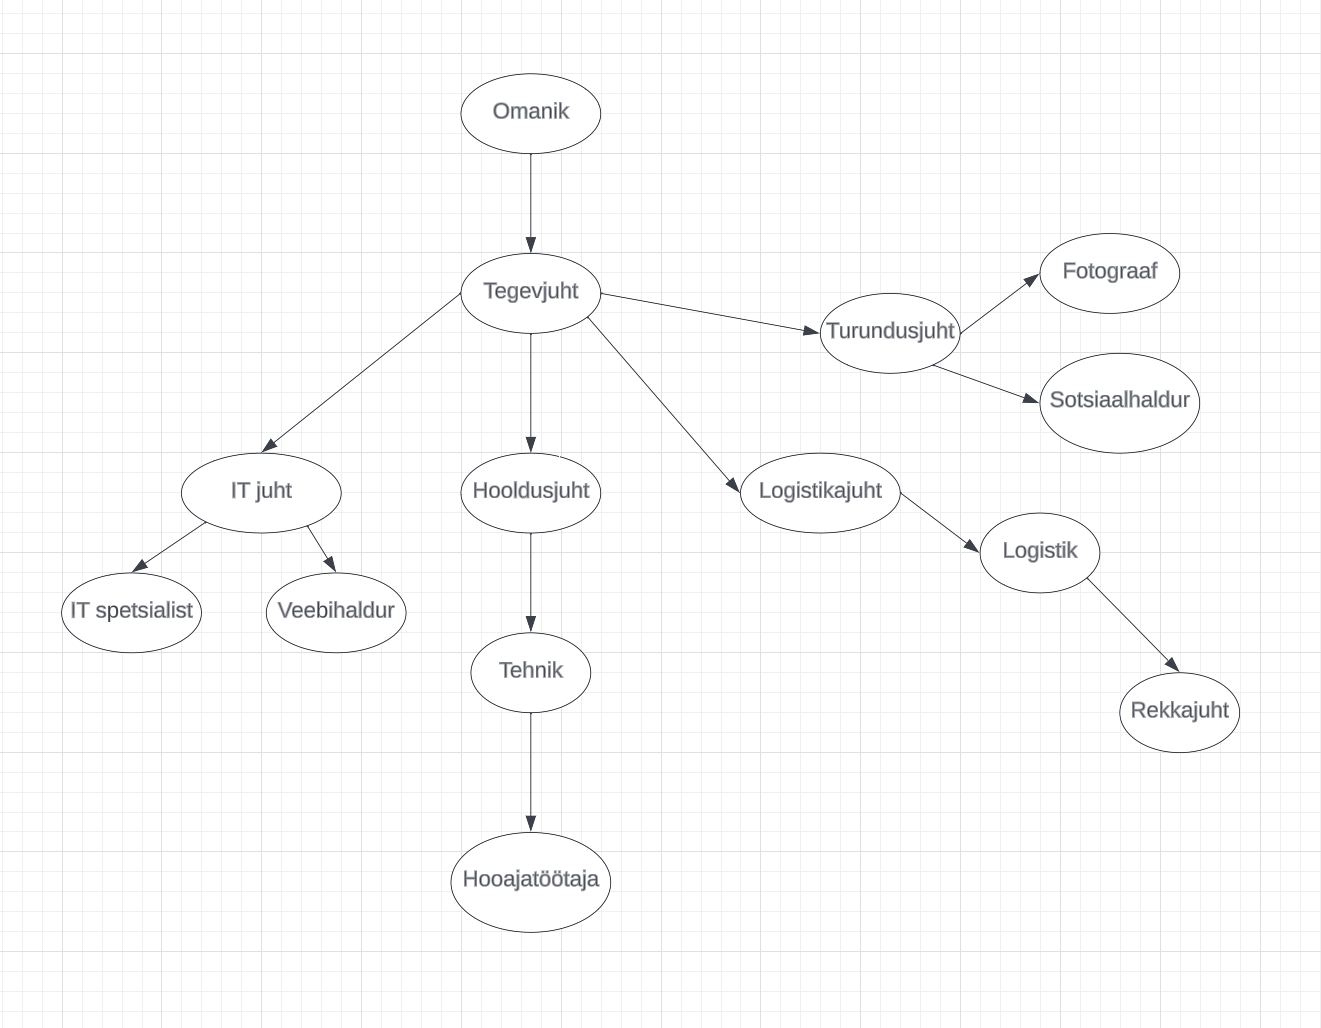 Omanik
Tegevjuht
Fotograaf
Turundusjuht
Sotsiaalhaldur
IT juht
Hooldusjuht
Logistikajuht
Logistik
IT spetsialist
Veebihaldur
Tehnik
Rekkajuht
Hooajatöötaja